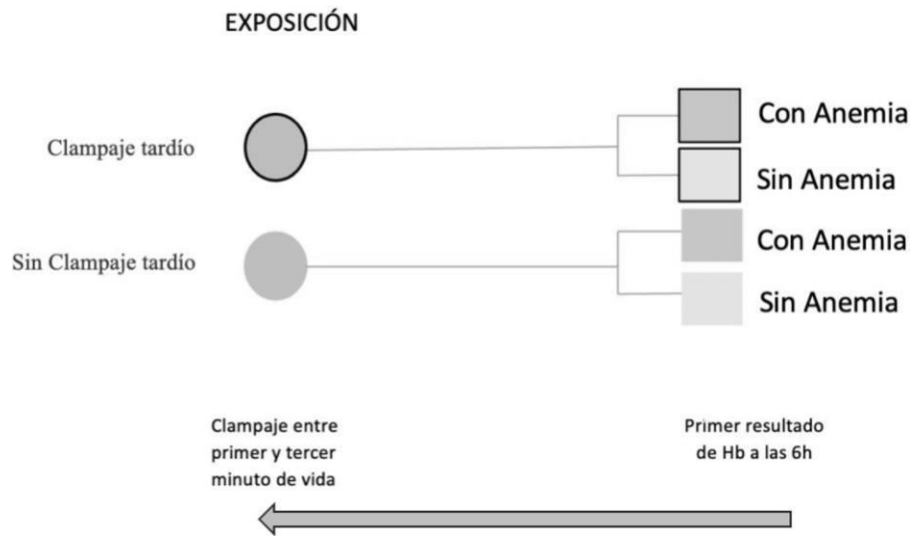 EXPOSICIÓN
Clampaje tardío
Con Anemia
Sin Anemia
Sin Clampaje tardío
Con Anemia
Sin Anemia
Clampaje entre
primer y tercer
minuto de vida
Primer resultado
de Hb a las 6h